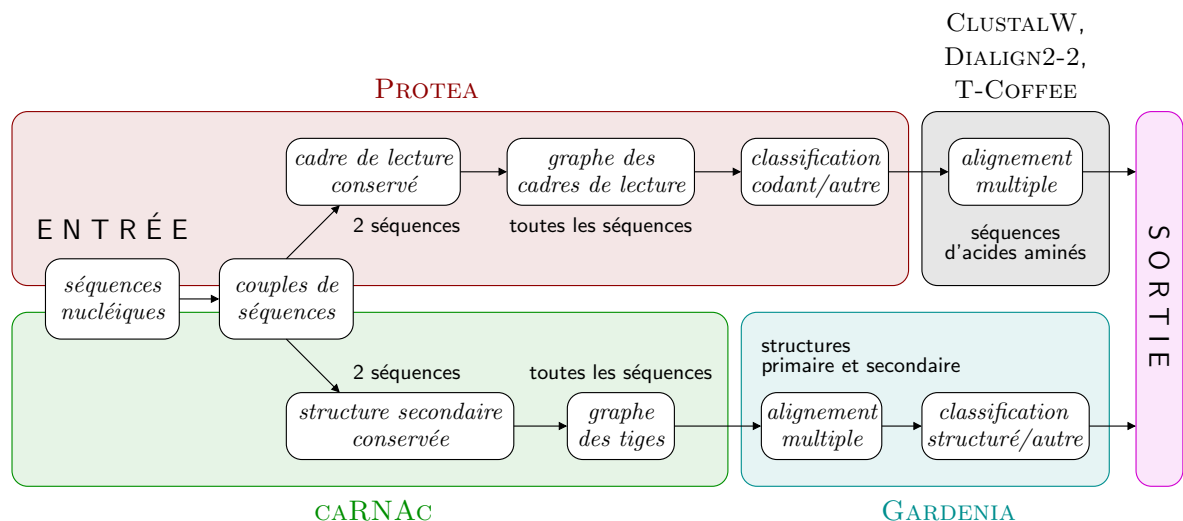 CLUSTALW,
DIALIGN2-2,
T-COFFEE
PROTEA
cadre de lecture
conservé
graphe des
cadres de lecture
classification
codant/autre
alignement
multiple
2 séquences
toutes les séquences
séquences
d'acides aminés
ENTRÉE
séquences
nucléiques
couples de
séquences
SORTIE
2 séquences
toutes les séquences
structures
primaire et secondaire
structure secondaire
conservée
graphe
des tiges
alignement
multiple
classification
structuré/autre
CARNAC
GARDENIA